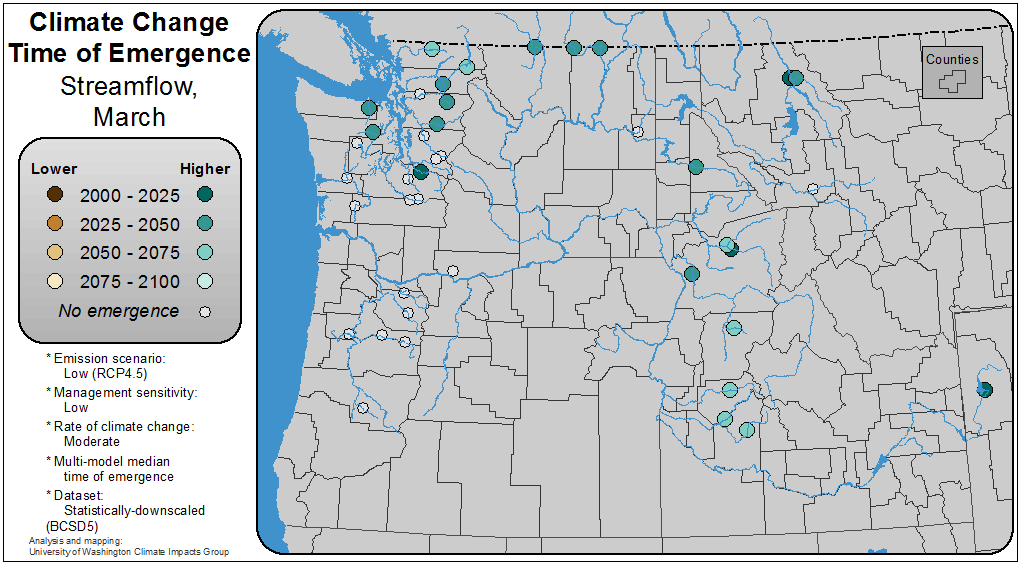 Climate Change
Time of Emergence
Streamflow,
March
Lower Higher
2000 - 2025
2025 - 2050
2050 - 2075
2075 - 2100
No emergence
* Emission scenario:
Low (RCP4.5)
* Management sensitivity:
Low
* Rate of climate change:
Moderate
* Multi-model median
time of emergence
* Dataset:
Statistically-downscaled
(BCSD5)
Analysis and mapping:
University of Washington Climate Impacts Group
Counties